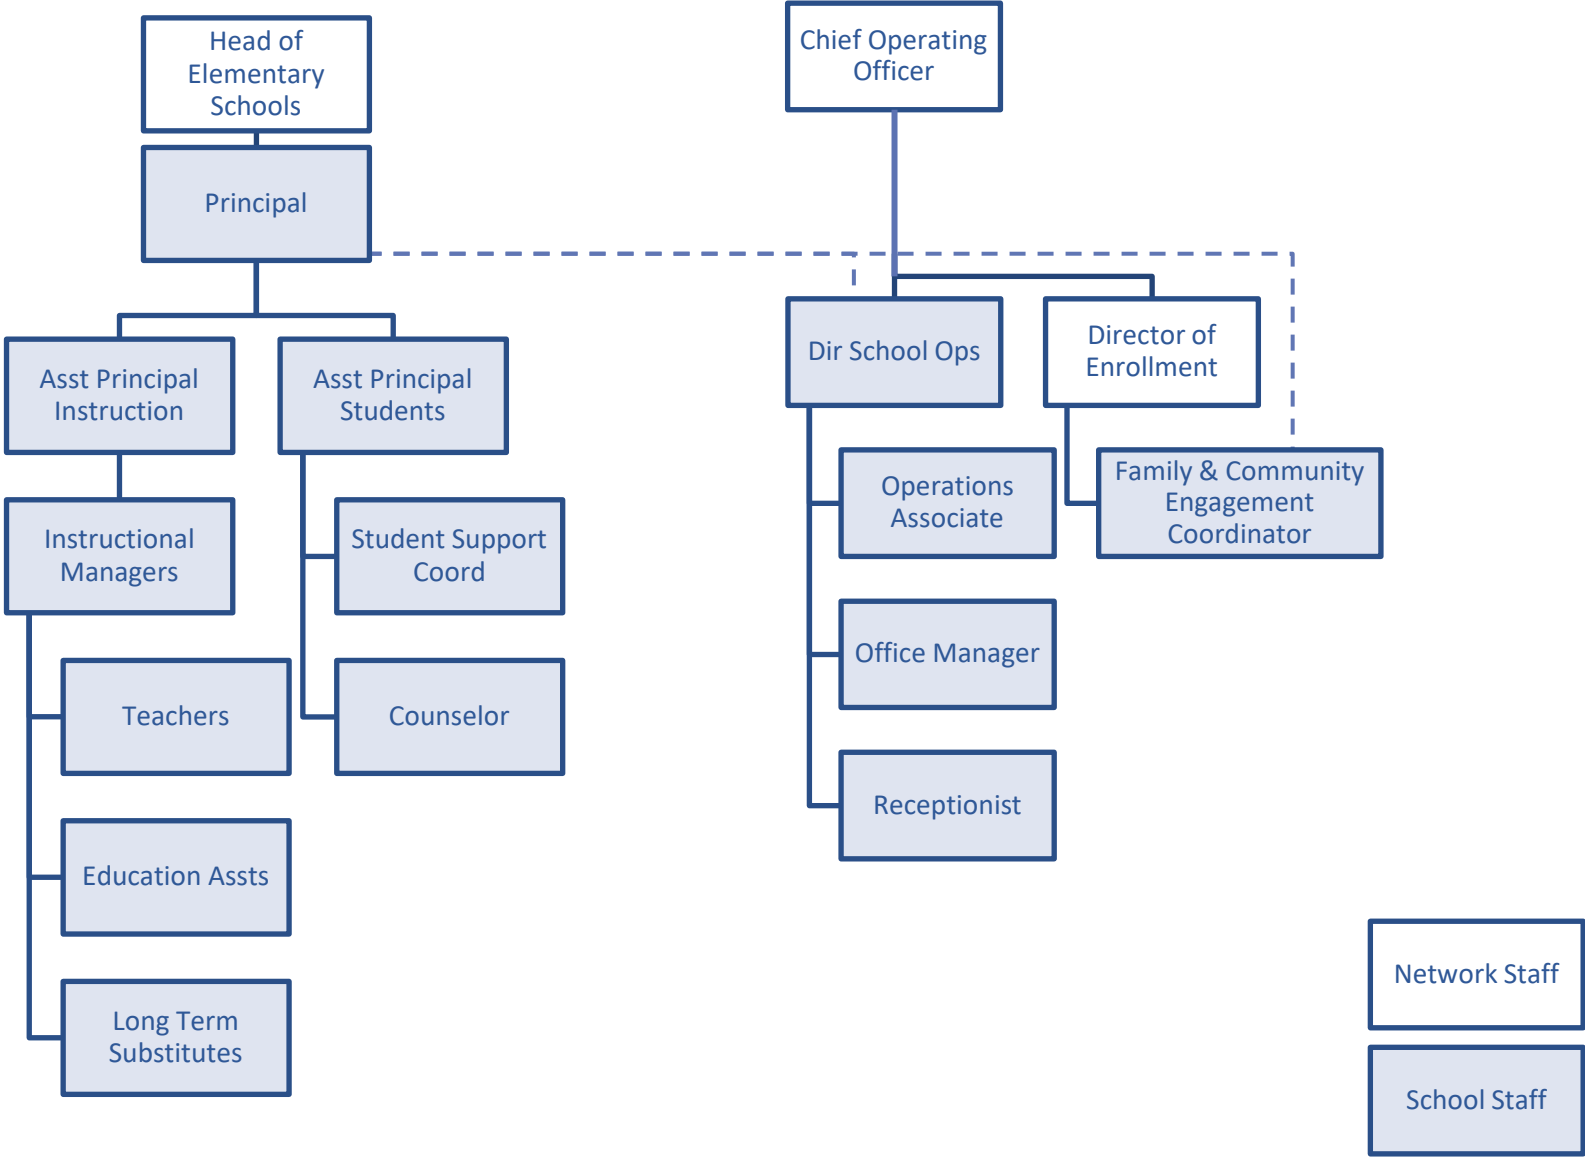 Head of
Elementary
Schools
Chief Operating
Officer
Principal
Asst Principal
Instruction
Asst Principal
Students
Dir School Ops
Director of
Enrollment
Instructional
Managers
Student Support
Coord
Operations
Associate
Family & Community
Engagement
Coordinator
Teachers
Counselor
Office Manager
Education Assts
Receptionist
Long Term
Substitutes
Network Staff
School Staff